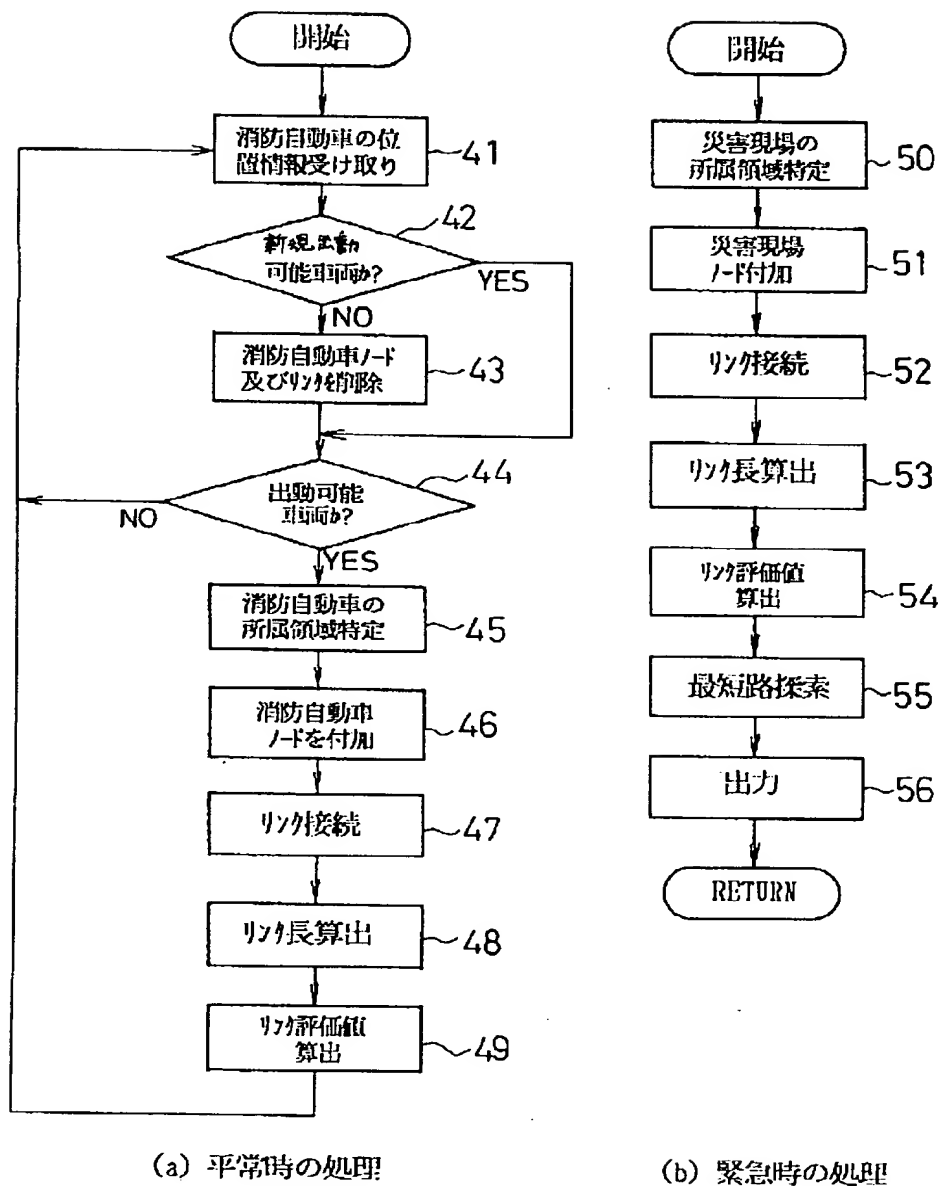 開始
消防自動車の位
置情報受け取り
41
42
新規出動
可能車両か?
YES
NO
消防自動車ノード
及びリンクを削除
43
44
出動可能
車両か?
NO
YES
消防自動車の
所属領域特定
45
消防自動車
ノードを付加
46
リンク接続
47
リンク長算出
48
リンク評価値
算出
49
(a) 平常時の処理
開始
災害現場の
所属領域特定
50
災害現場
ノード付加
51
リンク接続
52
リンク長算出
53
リンク評価値
算出
54
最短路探索
55
出力
56
RETURN
(b) 緊急時の処理